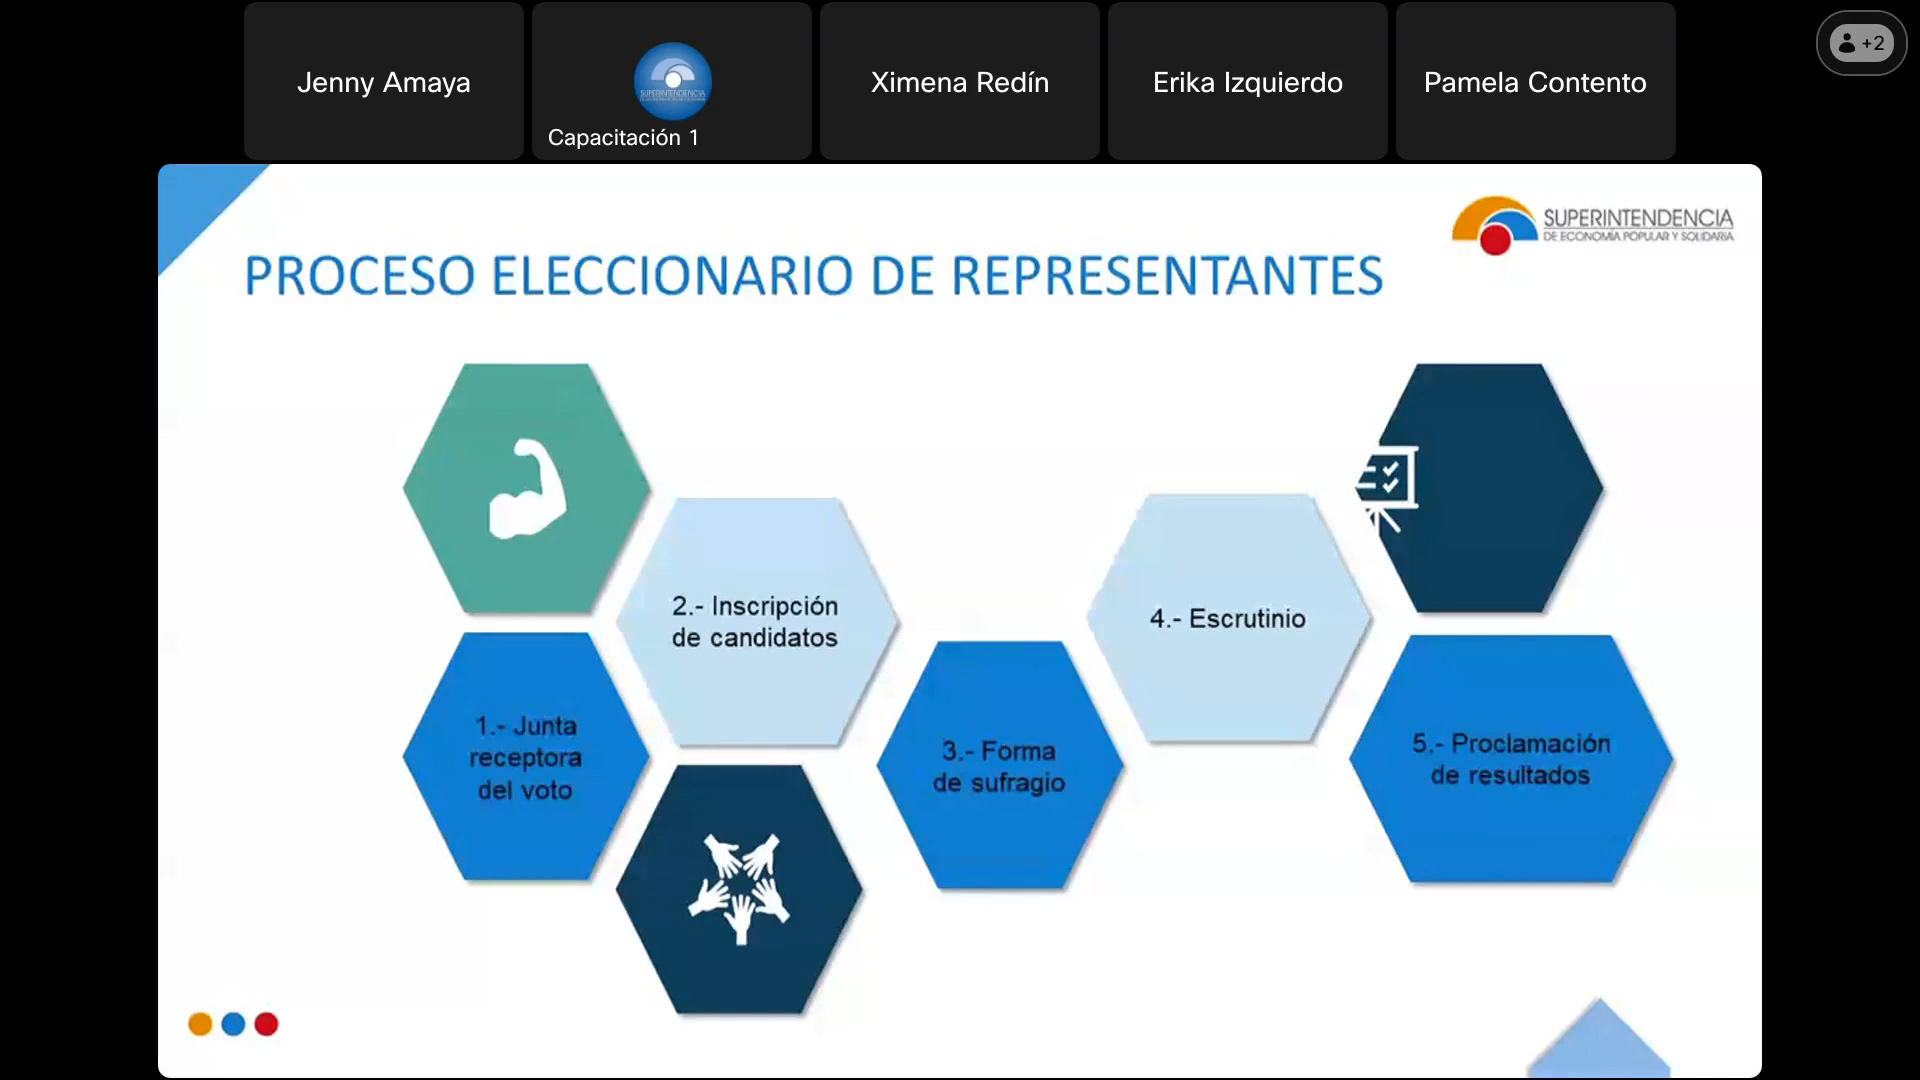 Jenny Amaya
SUPERINTENDENCIA
Capacitación 1
Ximena Redín
Erika Izquierdo
Pamela Contento
+2
SUPERINTENDENCIA
DE ECONOMÍA POPULAR Y SOLIDARIA
PROCESO ELECCIONARIO DE REPRESENTANTES
1.- Junta
receptora
del voto
2.- Inscripción
de candidatos
3.- Forma
de sufragio
4.- Escrutinio
5.- Proclamación
de resultados